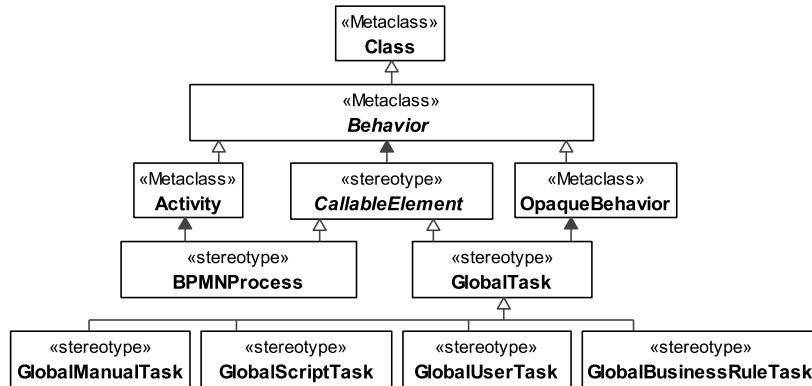 «Metaclass»
Class
«Metaclass»
Behavior
«Metaclass»
Activity
«stereotype»
CallableElement
«Metaclass»
OpaqueBehavior
«stereotype»
BPMNProcess
«stereotype»
GlobalTask
«stereotype»
GlobalManualTask
«stereotype»
GlobalScriptTask
«stereotype»
GlobalUserTask
«stereotype»
GlobalBusinessRuleTask